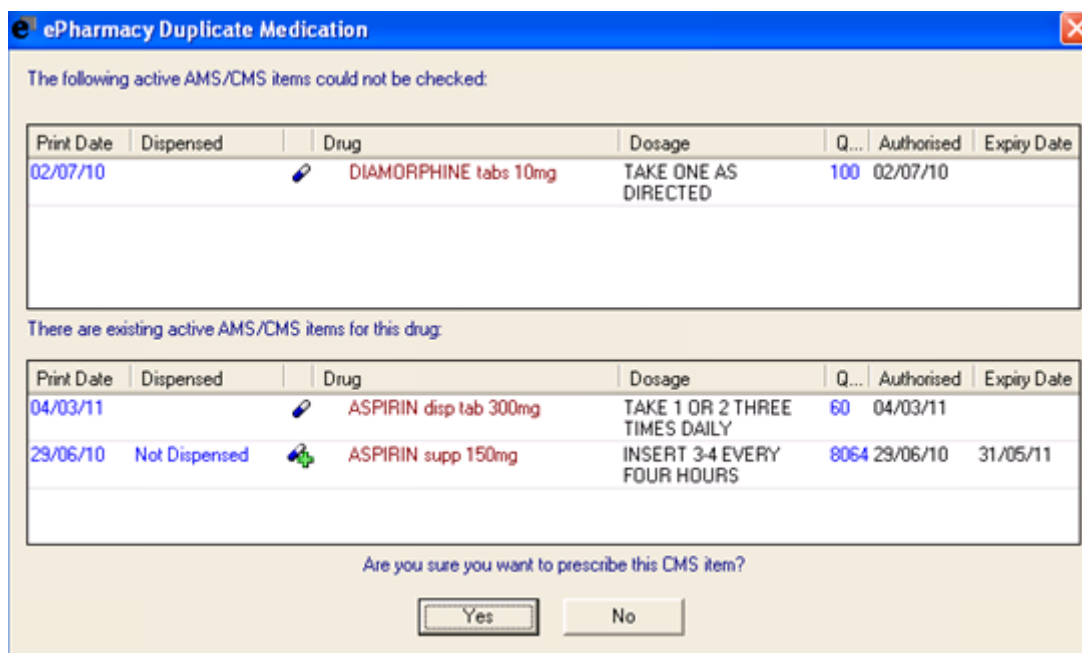 ePharmacy Duplicate Medication
The following active AMS/CMS items could not be checked:
Print Date Dispensed Drug Dosage Q... Authorised Expiry Date
02/07/10 DIAMORPHINE tabs 10mg TAKE ONE AS 100 02/07/10
DIRECTED
There are existing active AMS/CMS items for this drug:
Print Date Dispensed Drug Dosage Q... Authorised Expiry Date
04/03/11 ASPIRIN disp tab 300mg TAKE 1 OR 2 THREE 60 04/03/11
TIMES DAILY
29/06/10 Not Dispensed ASPIRIN supp 150mg INSERT 3-4 EVERY 8064 29/06/10 31/05/11
FOUR HOURS
Are you sure you want to prescribe this CMS item?
Yes No